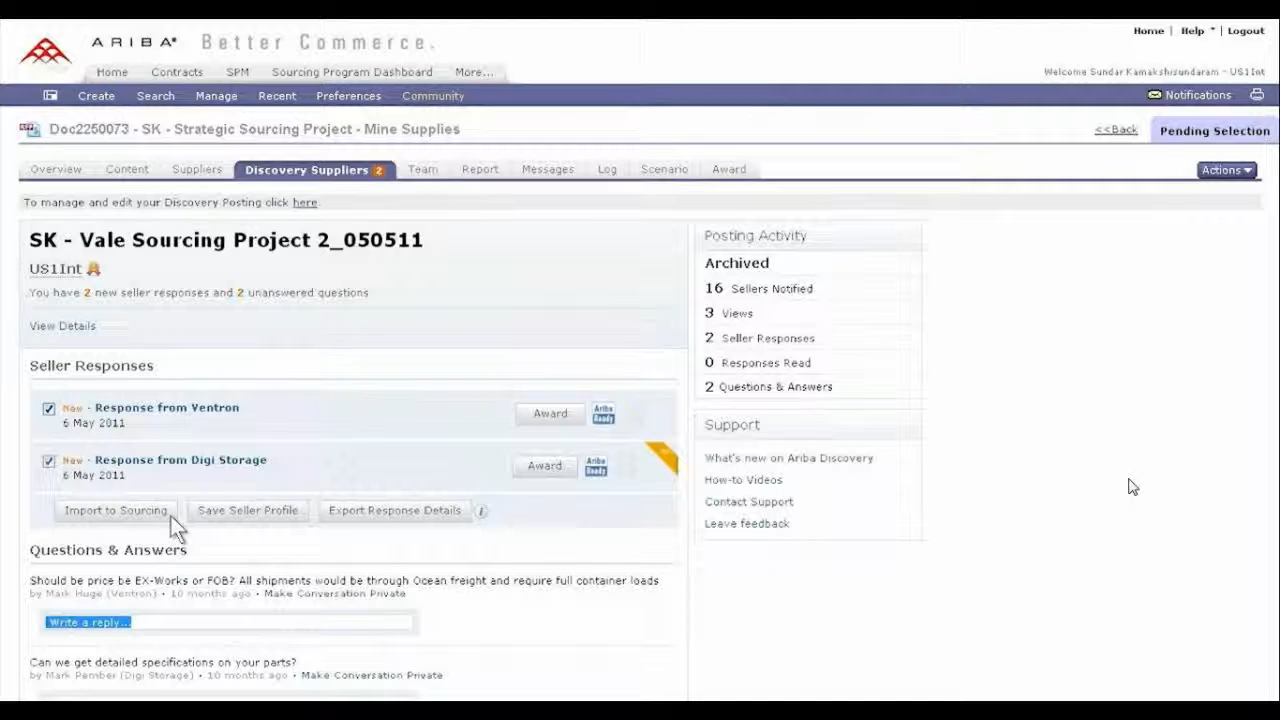 ARIBA Better Commerce.
Home | Help | Logout
Home Contracts SPM Sourcing Program Dashboard More...
Welcome Sundar Kamakshisundaram - US1Int
Create Search Manage Recent Preferences Community Notifications
Doc2250073 - SK - Strategic Sourcing Project - Mine Supplies
<<Back Pending Selection
Overview Content Suppliers Discovery Suppliers 2 Team Report Messages Log Scenario Award Actions
To manage and edit your Discovery Posting click here
SK - Vale Sourcing Project 2_050511
US1Int
You have 2 new seller responses and 2 unanswered questions
View Details
Seller Responses
New - Response from Ventron
6 May 2011
Award Ariba Ready
New - Response from Digi Storage
6 May 2011
Award Ariba Ready
Import to Sourcing Save Seller Profile Export Response Details i
Questions & Answers
Should be price be EX-Works or FOB? All shipments would be through Ocean freight and require full container loads
by Mark Huge (Ventron) • 10 months ago • Make Conversation Private
Write a reply...
Can we get detailed specifications on your parts?
by Mark Pember (Digi Storage) • 10 months ago • Make Conversation Private
Posting Activity
Archived
16 Sellers Notified
3 Views
2 Seller Responses
0 Responses Read
2 Questions & Answers
Support
What's new on Ariba Discovery
How-to Videos
Contact Support
Leave feedback